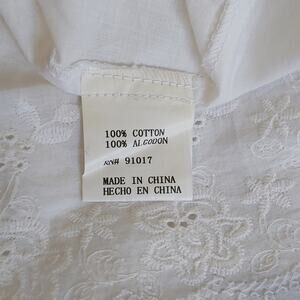 100% COTTON
100% ALGODON
RN# 91017
MADE IN CHINA
HECHO EN CHINA